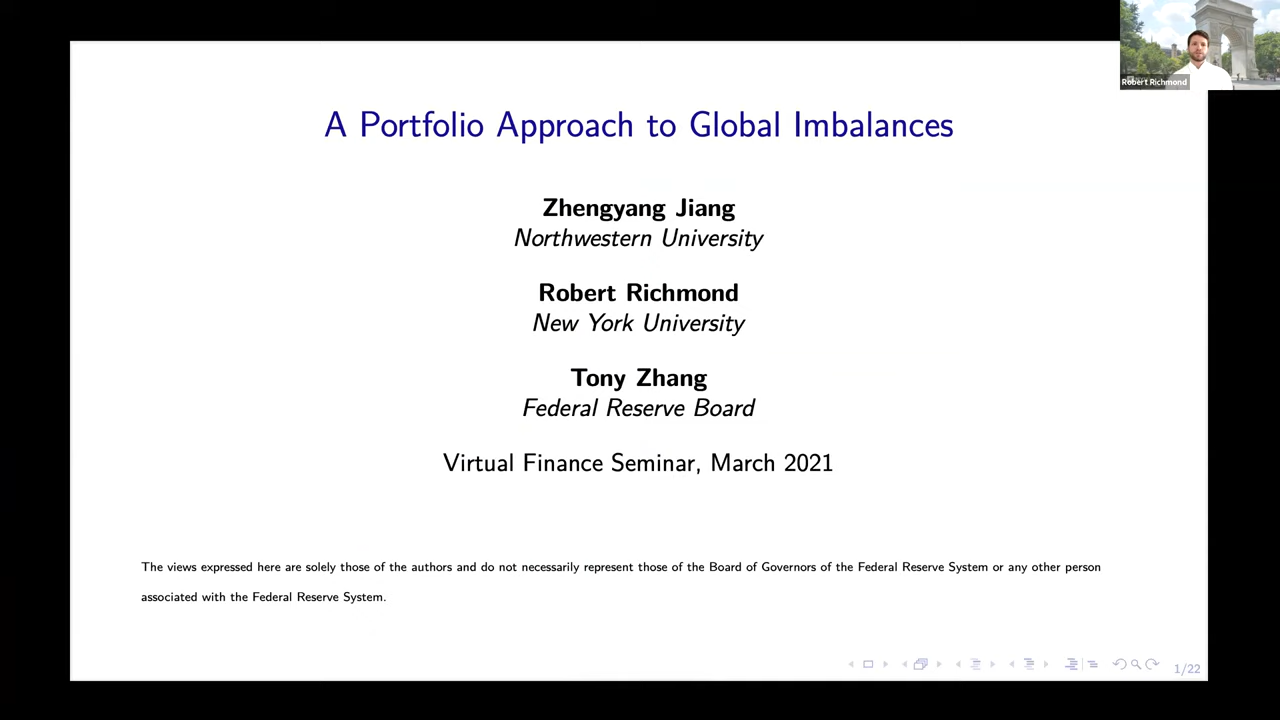 A Portfolio Approach to Global Imbalances
Zhengyang Jiang
Northwestern University
Robert Richmond
New York University
Tony Zhang
Federal Reserve Board
Virtual Finance Seminar, March 2021
The views expressed here are solely those of the authors and do not necessarily represent those of the Board of Governors of the Federal Reserve System or any other person
associated with the Federal Reserve System.
1/22
Robert Richmond